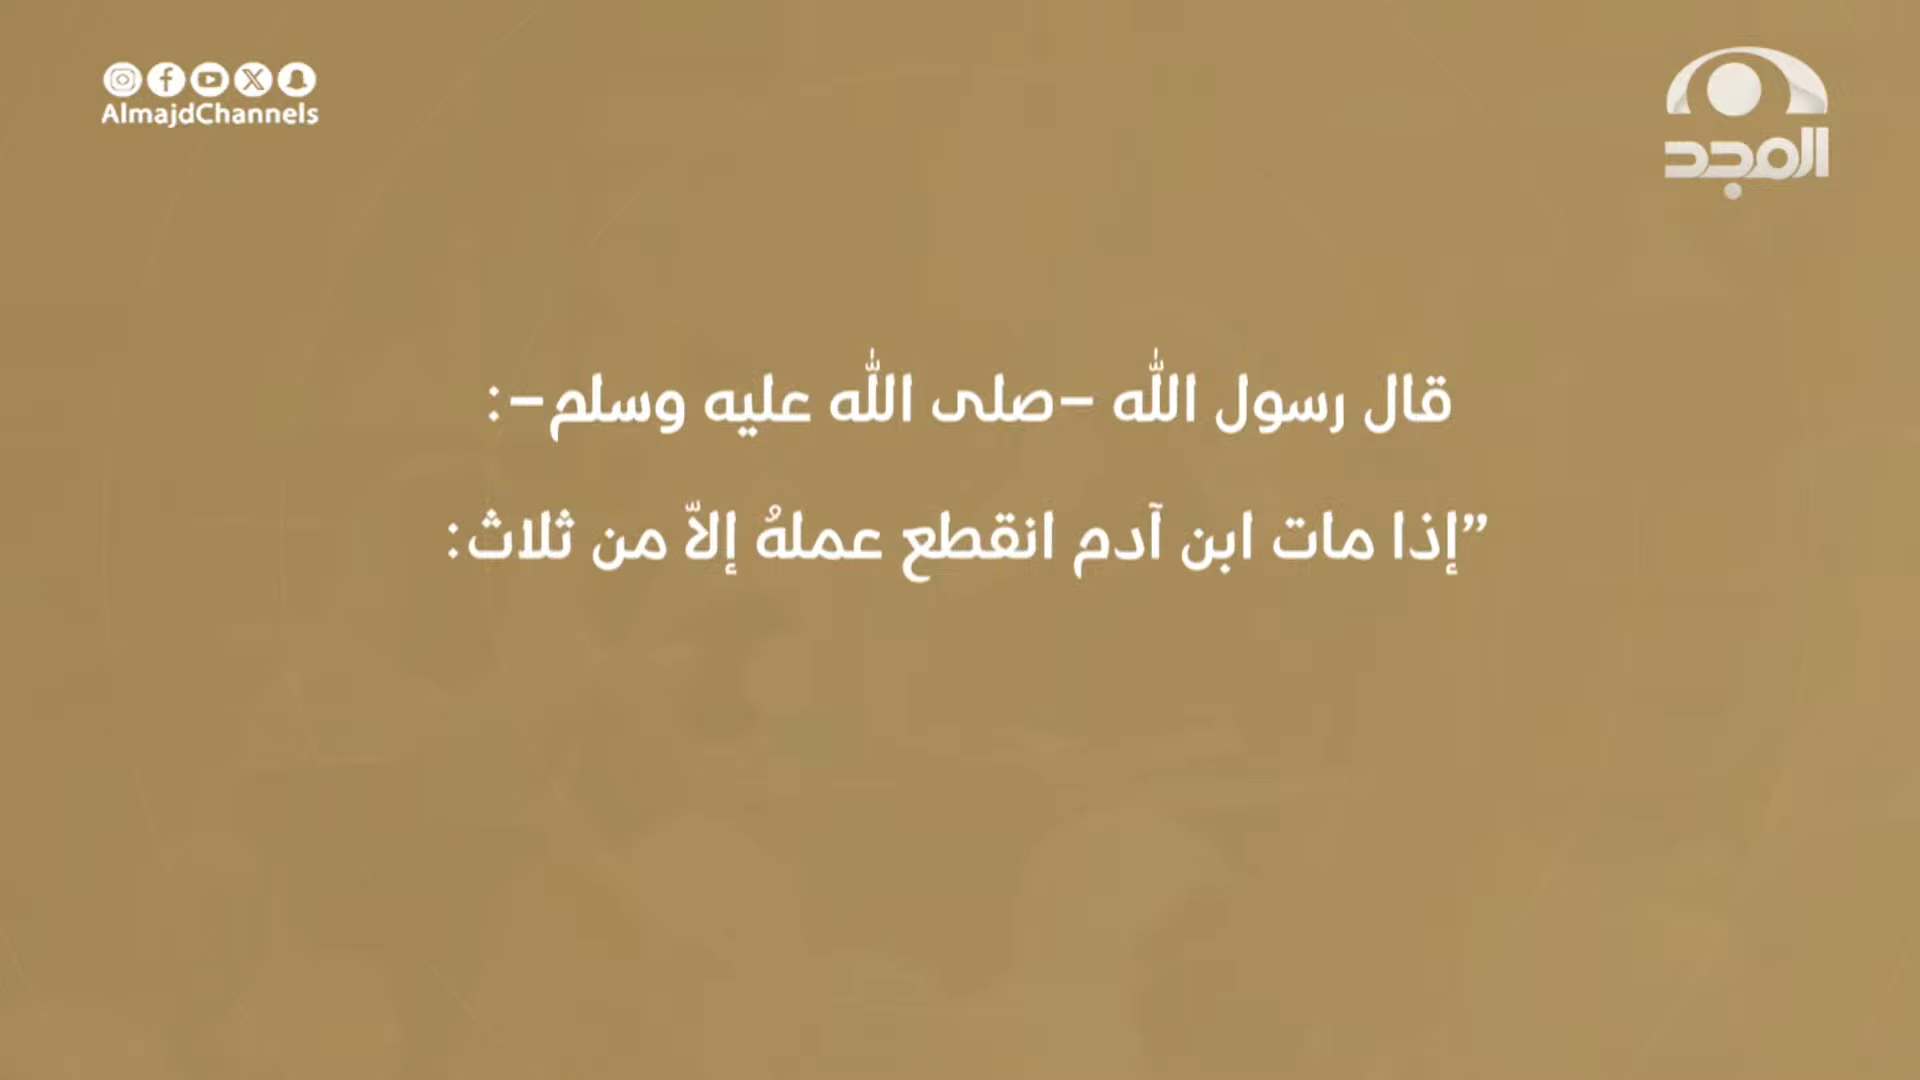 AlmajdChannels
المجد
قال رسول الله -صلى الله عليه وسلم-:
”إذا مات ابن آدم انقطع عملهُ إلاّ من ثلاث: